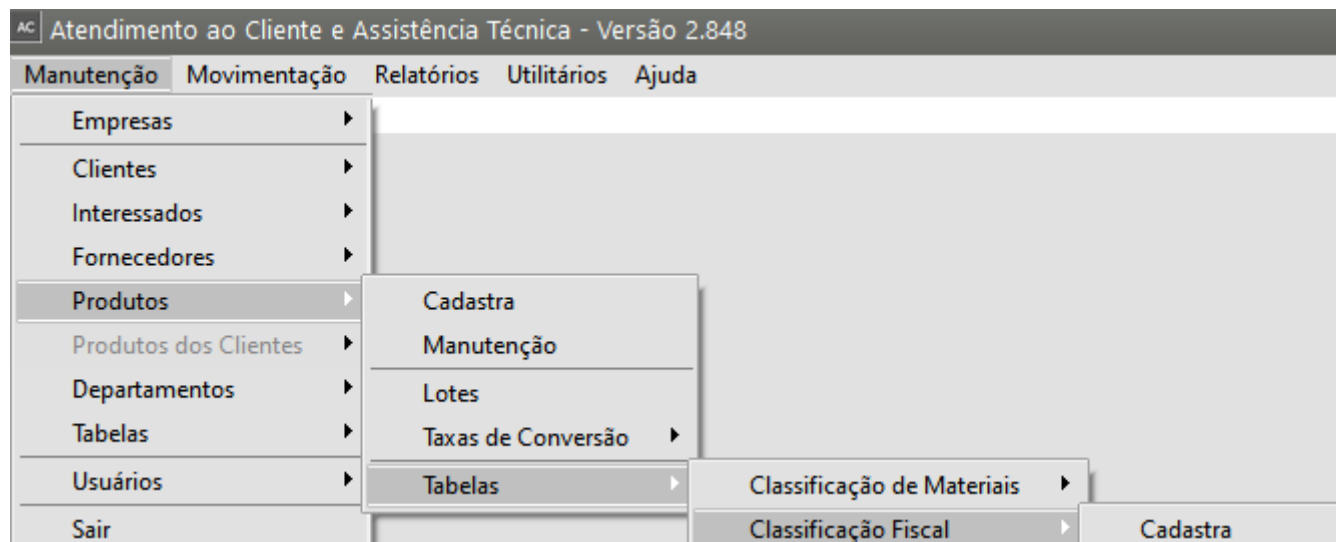 AC Atendimento ao Cliente e Assistência Técnica - Versão 2.848
Manutenção Movimentação Relatórios Utilitários Ajuda
Empresas
Clientes
Interessados
Fornecedores
Produtos
Produtos dos Clientes
Departamentos
Tabelas
Usuários
Sair
Cadastra
Manutenção
Lotes
Taxas de Conversão
Tabelas
Classificação de Materiais
Classificação Fiscal
Cadastra